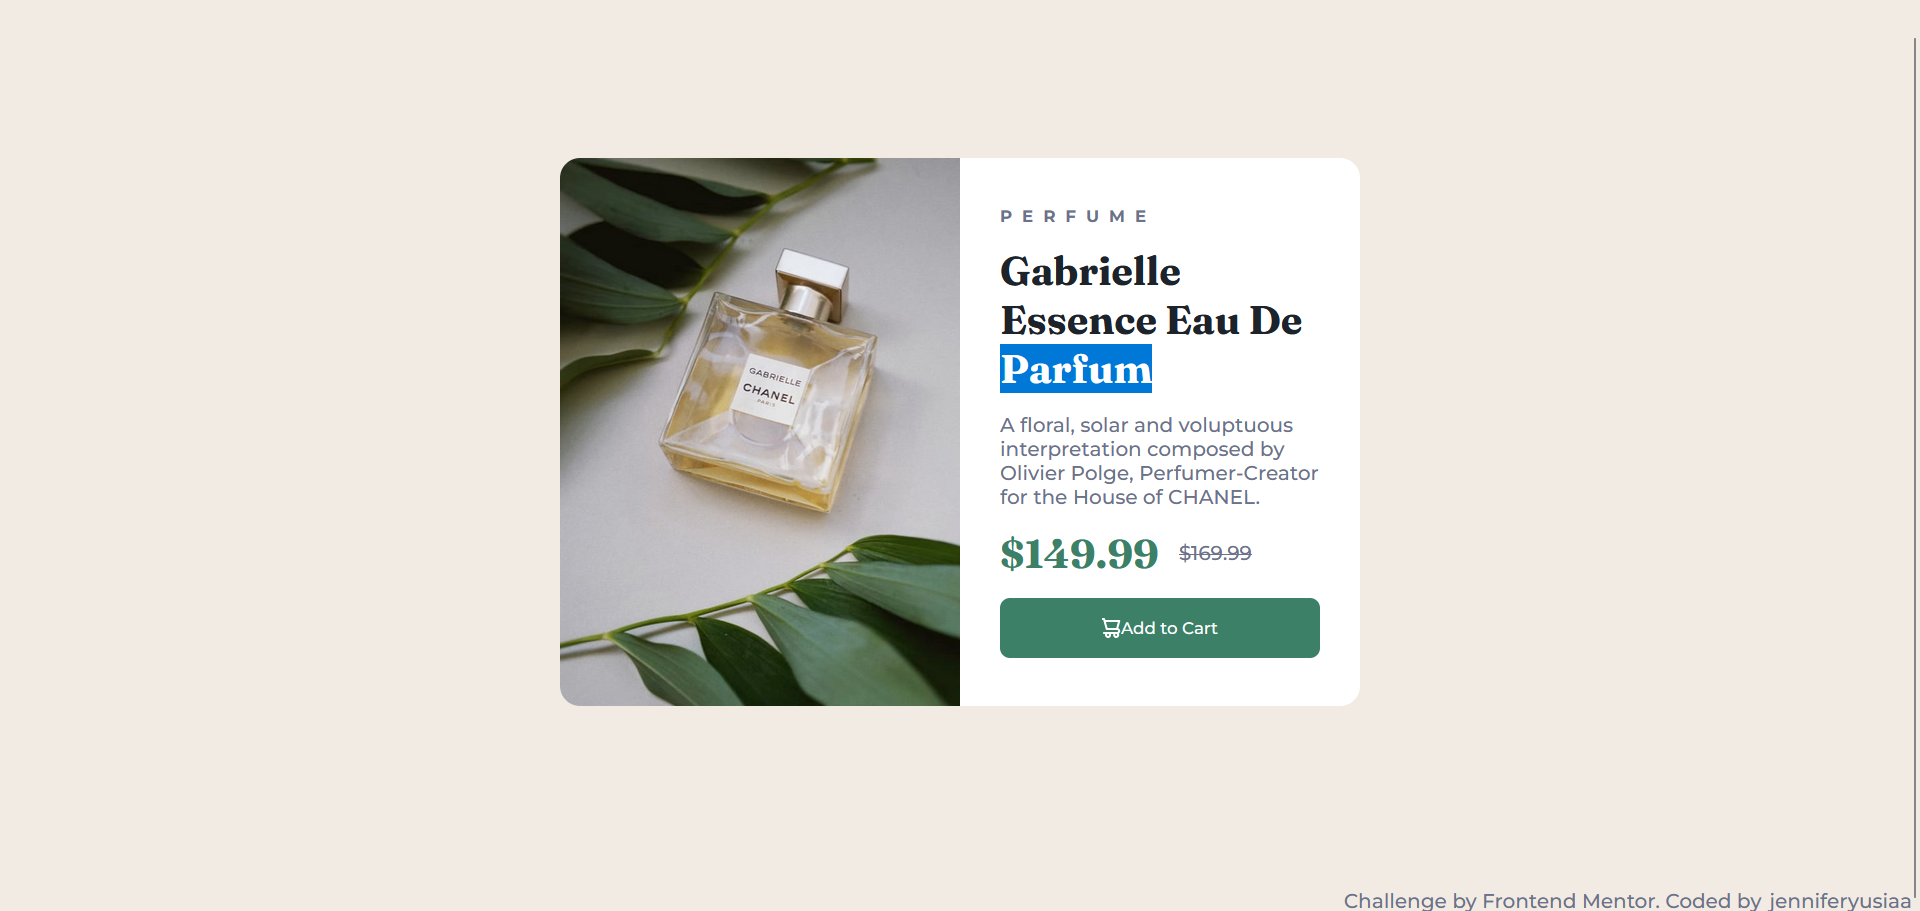 PERFUME
Gabrielle
Essence Eau De
Parfum
A floral, solar and voluptuous
interpretation composed by
Olivier Polge, Perfumer-Creator
for the House of CHANEL.
$149.99 $169.99
Add to Cart
GABRIELLE
CHANEL
PARIS
Challenge by Frontend Mentor. Coded by jenniferyusiaa